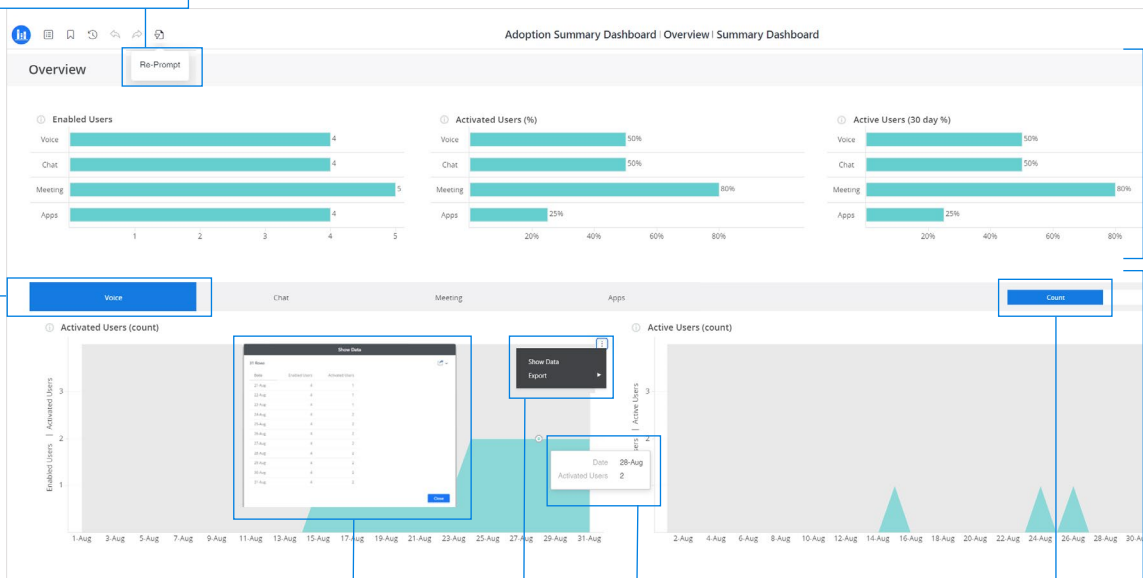 Adoption Summary Dashboard | Overview | Summary Dashboard
Re-Prompt
Overview
Enabled Users
Voice 4
Chat 4
Meeting 5
Apps 4
1 2 3 4 5
Activated Users (%)
Voice 50%
Chat 50%
Meeting 80%
Apps 25%
20% 40% 60% 80%
Active Users (30 day %)
Voice 50%
Chat 50%
Meeting 80%
Apps 25%
20% 40% 60% 80%
Voice Chat Meeting Apps Count
Activated Users (count)
Enabled Users | Activated Users
3
2
1
Show Data
Date Enabled Users Activated Users
Close
Show Data
Export
Date 28-Aug
Activated Users 2
1-Aug 3-Aug 5-Aug 7-Aug 9-Aug 11-Aug 13-Aug 15-Aug 17-Aug 19-Aug 21-Aug 23-Aug 25-Aug 27-Aug 29-Aug 31-Aug
Active Users (count)
| Active Users
3
2
2-Aug 4-Aug 6-Aug 8-Aug 10-Aug 12-Aug 14-Aug 16-Aug 18-Aug 20-Aug 22-Aug 24-Aug 26-Aug 28-Aug